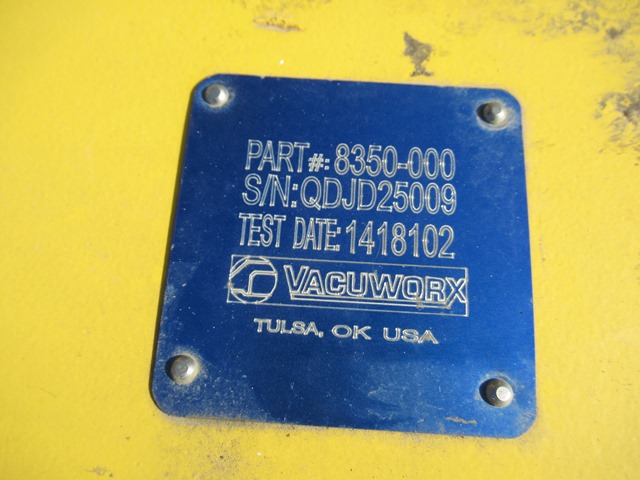 PART#: 8350-000
S/N: QDJD25009
TEST DATE: 1418102
VACUWORX
TULSA, OK USA